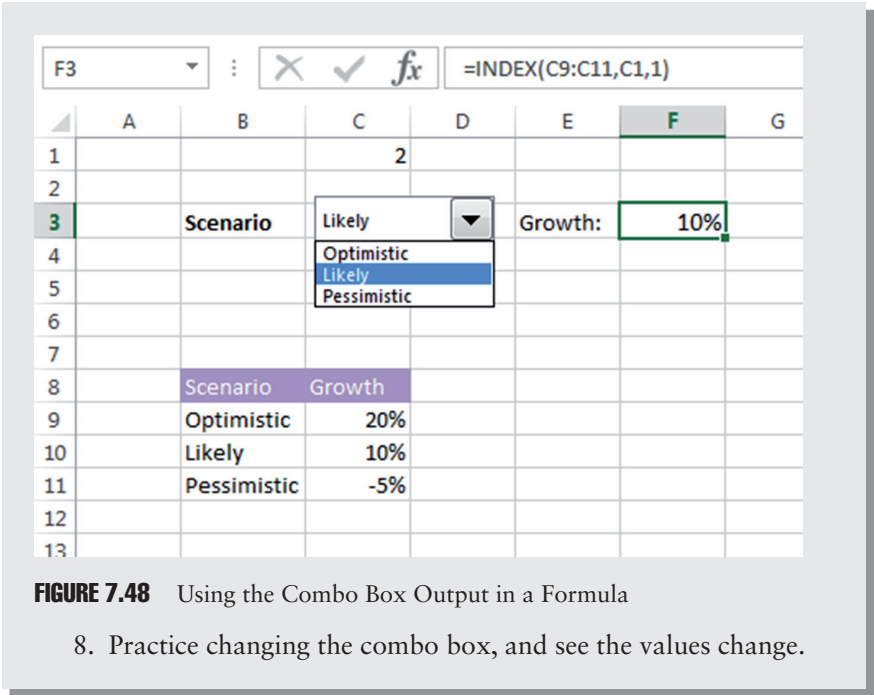 F3 fx =INDEX(C9:C11,C1,1)
A B C D E F G
1 2
2
3 Scenario Likely Growth: 10%
4 Optimistic
Likely
5 Pessimistic
6
7
8 Scenario Growth
9 Optimistic 20%
10 Likely 10%
11 Pessimistic -5%
12
13
FIGURE 7.48 Using the Combo Box Output in a Formula
8. Practice changing the combo box, and see the values change.